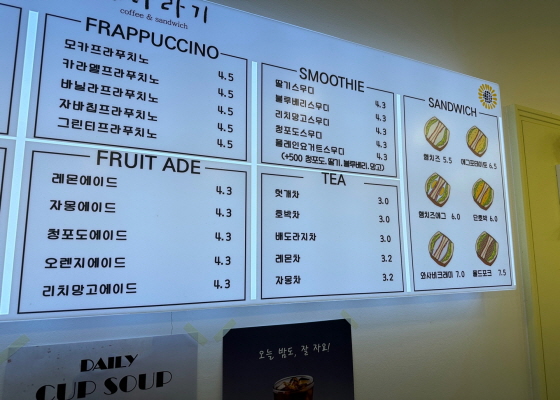 coffee & sandwich
FRAPPUCCINO
모카프라푸치노 4.5
카라멜프라푸치노 4.5
바닐라프라푸치노 4.5
자바칩프라푸치노 4.5
그린티프라푸치노 4.5
SMOOTHIE
딸기스무디 4.3
블루베리스무디 4.3
리치망고스무디 4.3
청포도스무디 4.3
플레인요거트스무디 4.3
(+500 청포도, 딸기, 블루베리, 망고)
SANDWICH
햄치즈 5.5 에그포테이토 6.5
햄치즈에그 6.0 단호박 6.0
와사비크래미 7.0 풀드포크 7.5
FRUIT ADE
레몬에이드 4.3
자몽에이드 4.3
청포도에이드 4.3
오렌지에이드 4.3
리치망고에이드 4.3
TEA
헛개차 3.0
호박차 3.0
배도라지차 3.0
레몬차 3.2
자몽차 3.2
DAILY
CUP SOUP
오늘 밤도, 잘 자요!